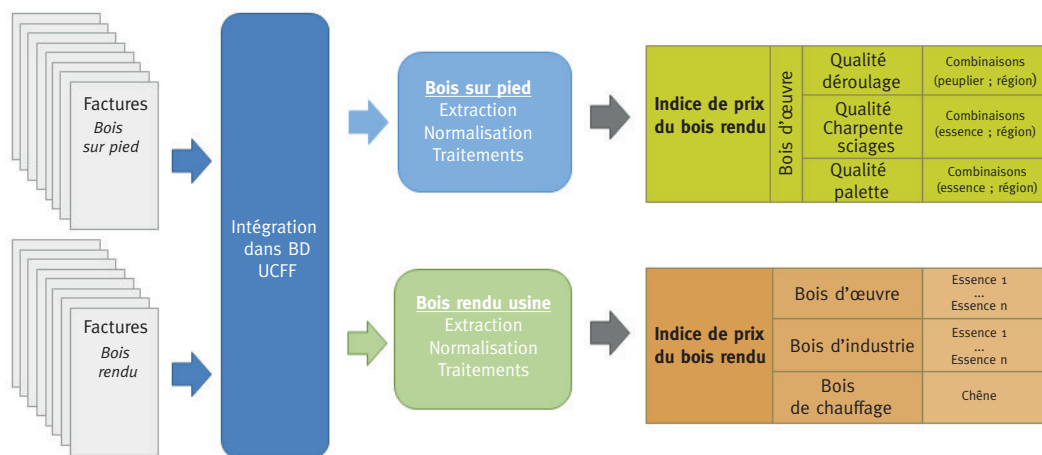 Factures
Bois
sur pied
Factures
Bois
rendu
Intégration
dans BD
UCFF
Bois sur pied
Extraction
Normalisation
Traitements
Bois rendu usine
Extraction
Normalisation
Traitements
Indice de prix
du bois rendu
Bois d'œuvre
Qualité
déroulage
Combinaisons
(peuplier ; région)
Qualité
Charpente
sciages
Combinaisons
(essence ; région)
Qualité
palette
Combinaisons
(essence ; région)
Indice de prix
du bois rendu
Bois d'œuvre
Essence 1
...
Essence n
Bois d'industrie
Essence 1
...
Essence n
Bois
de chauffage
Chêne